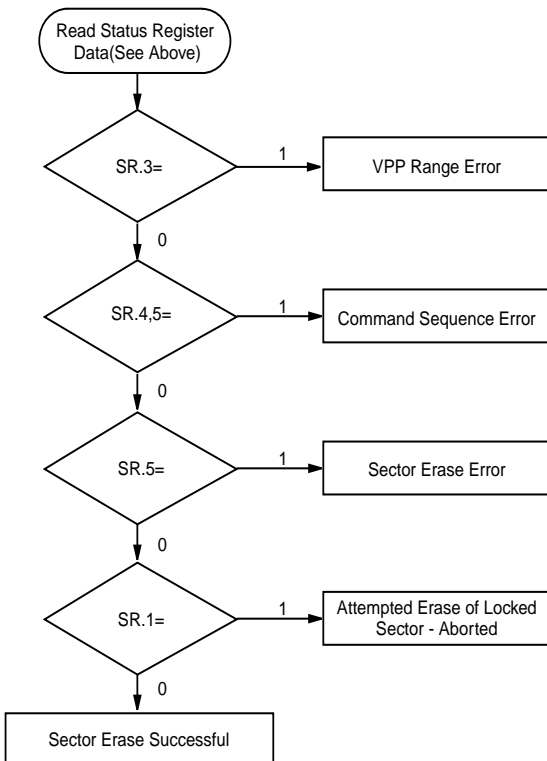 Read Status Register
Data(See Above)
SR.3=
1
VPP Range Error
0
SR.4,5=
1
Command Sequence Error
0
SR.5=
1
Sector Erase Error
0
SR.1=
1
Attempted Erase of Locked
Sector - Aborted
0
Sector Erase Successful